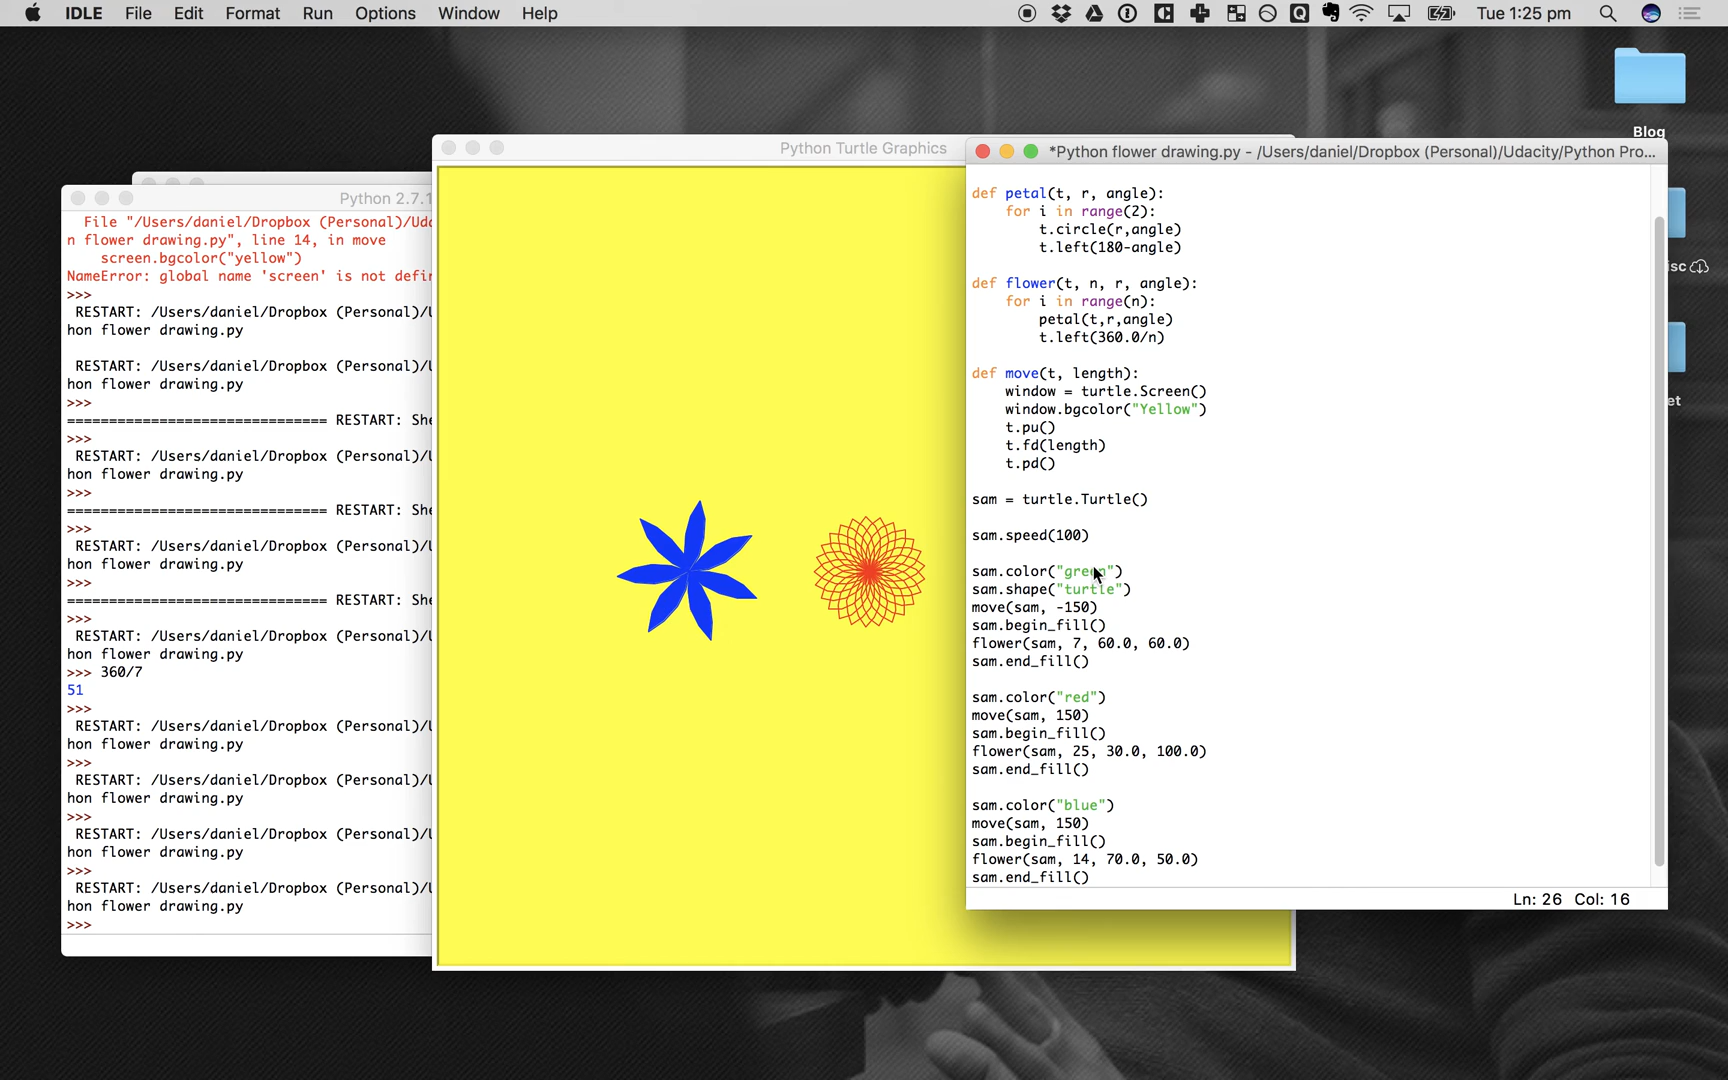 IDLE File Edit Format Run Options Window Help Tue 1:25 pm
Blog
isc
et
Python 2.7.1
File "/Users/daniel/Dropbox (Personal)/Uda
n flower drawing.py", line 14, in move
screen.bgcolor("yellow")
NameError: global name 'screen' is not defin
>>>
RESTART: /Users/daniel/Dropbox (Personal)/U
hon flower drawing.py
RESTART: /Users/daniel/Dropbox (Personal)/U
hon flower drawing.py
>>>
============================== RESTART: She
>>>
RESTART: /Users/daniel/Dropbox (Personal)/U
hon flower drawing.py
>>>
============================== RESTART: She
>>>
RESTART: /Users/daniel/Dropbox (Personal)/U
hon flower drawing.py
>>>
============================== RESTART: She
>>>
RESTART: /Users/daniel/Dropbox (Personal)/U
hon flower drawing.py
>>> 360/7
51
>>>
RESTART: /Users/daniel/Dropbox (Personal)/U
hon flower drawing.py
>>>
RESTART: /Users/daniel/Dropbox (Personal)/U
hon flower drawing.py
>>>
RESTART: /Users/daniel/Dropbox (Personal)/U
hon flower drawing.py
>>>
RESTART: /Users/daniel/Dropbox (Personal)/U
hon flower drawing.py
>>>
Python Turtle Graphics
*Python flower drawing.py - /Users/daniel/Dropbox (Personal)/Udacity/Python Pro...
def petal(t, r, angle):
for i in range(2):
t.circle(r,angle)
t.left(180-angle)
def flower(t, n, r, angle):
for i in range(n):
petal(t,r,angle)
t.left(360.0/n)
def move(t, length):
window = turtle.Screen()
window.bgcolor("Yellow")
t.pu()
t.fd(length)
t.pd()
sam = turtle.Turtle()
sam.speed(100)
sam.color("green")
sam.shape("turtle")
move(sam, -150)
sam.begin_fill()
flower(sam, 7, 60.0, 60.0)
sam.end_fill()
sam.color("red")
move(sam, 150)
sam.begin_fill()
flower(sam, 25, 30.0, 100.0)
sam.end_fill()
sam.color("blue")
move(sam, 150)
sam.begin_fill()
flower(sam, 14, 70.0, 50.0)
sam.end_fill()
Ln: 26 Col: 16